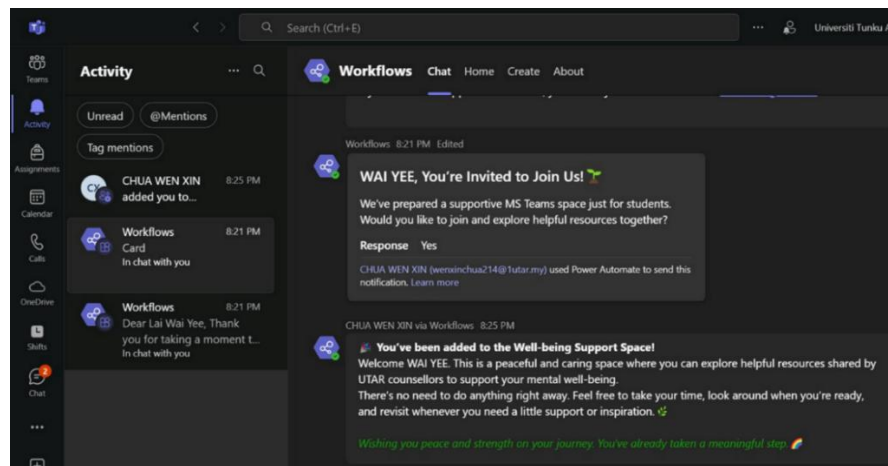 Search (Ctrl+E)
Universiti Tunku A
Teams
Activity
Assignments
Calendar
Calls
OneDrive
Shifts
2
Chat
Activity
Unread
@Mentions
Tag mentions
CX
CHUA WEN XIN 8:25 PM
added you to...
Workflows 8:21 PM
Card
In chat with you
Workflows 8:21 PM
Dear Lai Wai Yee, Thank
you for taking a moment t...
In chat with you
Workflows Chat Home Create About
Workflows 8:21 PM Edited
WAI YEE, You're Invited to Join Us! 🌱
We've prepared a supportive MS Teams space just for students.
Would you like to join and explore helpful resources together?
Response Yes
CHUA WEN XIN (wenxinchua214@1utar.my) used Power Automate to send this
notification. Learn more
CHUA WEN XIN via Workflows 8:25 PM
🎉 You've been added to the Well-being Support Space!
Welcome WAI YEE. This is a peaceful and caring space where you can explore helpful resources shared by
UTAR counsellors to support your mental well-being.
There's no need to do anything right away. Feel free to take your time, look around when you're ready,
and revisit whenever you need a little support or inspiration. 🌿
Wishing you peace and strength on your journey. You've already taken a meaningful step. 🌈